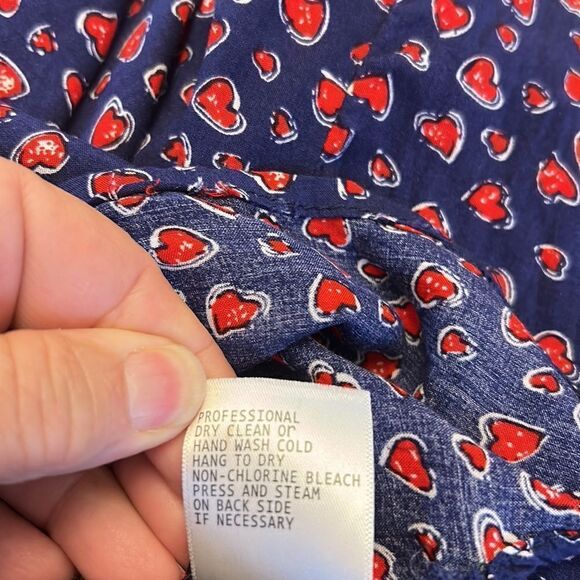 PROFESSIONAL
DRY CLEAN or
HAND WASH COLD
HANG TO DRY
NON-CHLORINE BLEACH
PRESS AND STEAM
ON BACK SIDE
IF NECESSARY